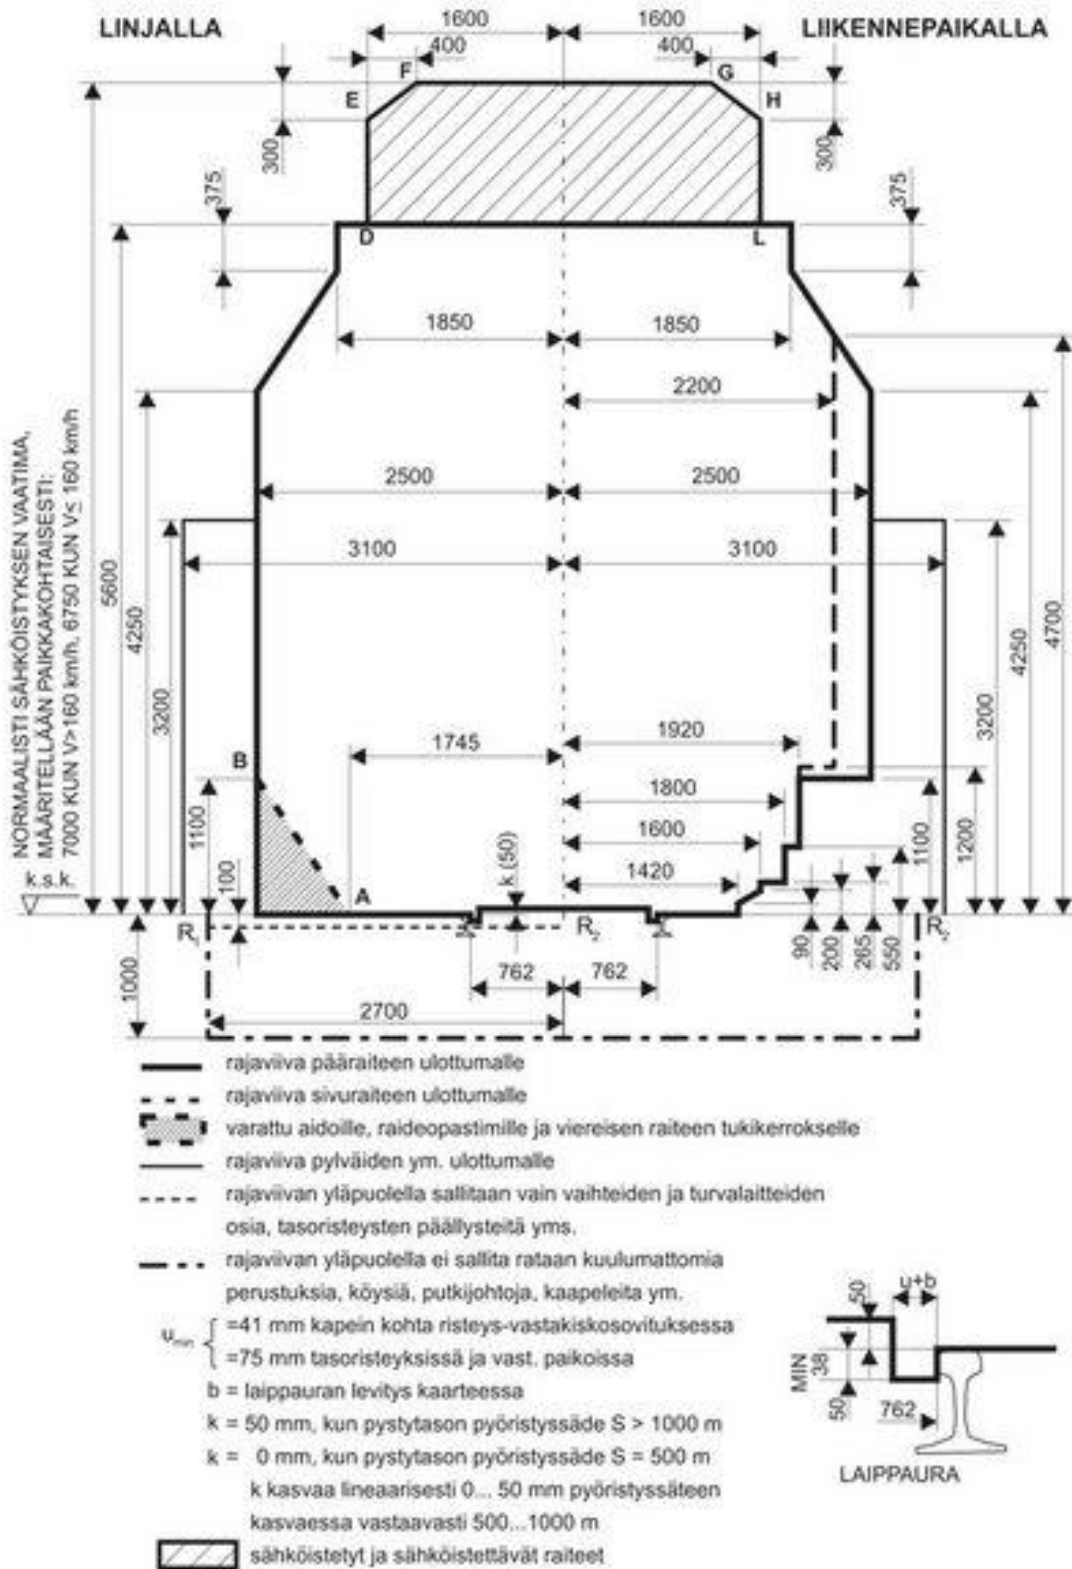 LINJALLA
LIIKENNEPAIKALLA
1600 1600
400 400
F G
E H
300 300
375 375
D L
1850 1850
2200
2500 2500
3100 3100
NORMAALISTI SÄHKÖISTYKSEN VAATIMA,
MÄÄRITELLÄÄN PAIKKAKOHTAISESTI:
7000 KUN V>160 km/h, 6750 KUN V≤ 160 km/h
5600
4250
3200
4700
4250
3200
1745
1920
1800
1600
1420
B
1100
100
A
k (50)
k.s.k.
1100
1200
90
200
265
550
R₁
R₂
1000
762 762
2700
rajaviiva pääraiteen ulottumalle
rajaviiva sivuraiteen ulottumalle
varattu aidoille, raideopastimille ja viereisen raiteen tukikerrokselle
rajaviiva pylväiden ym. ulottumalle
rajaviivan yläpuolella sallitaan vain vaihteiden ja turvalaitteiden
osia, tasoristeysten päällysteitä yms.
rajaviivan yläpuolella ei sallita rataan kuulumattomia
perustuksia, köysiä, putkijohtoja, kaapeleita ym.
=41 mm kapein kohta risteys-vastakiskosovituksessa
=75 mm tasoristeyksissä ja vast. paikoissa
b = laippauran levitys kaarteessa
k = 50 mm, kun pystytason pyöristyssäde S > 1000 m
k = 0 mm, kun pystytason pyöristyssäde S = 500 m
k kasvaa lineaarisesti 0... 50 mm pyöristyssäteen
kasvaessa vastaavasti 500...1000 m
sähköistetyt ja sähköistettävät raiteet
u+b
50
MIN
38
50
762
LAIPPAURA